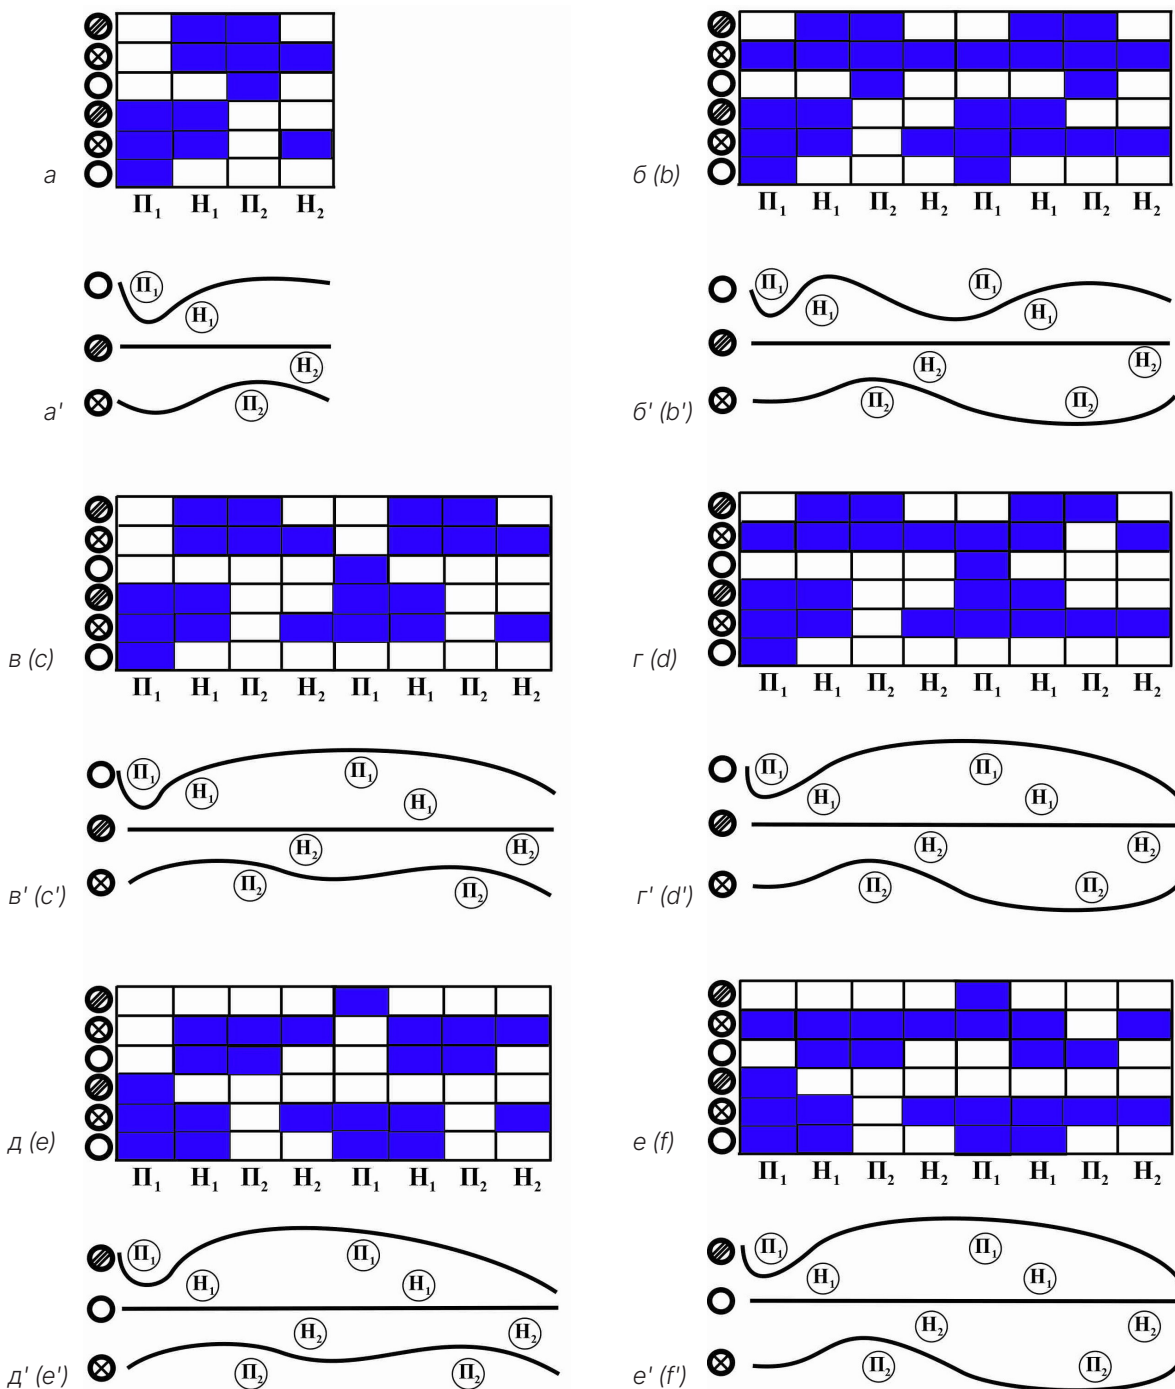 а
П₁ Н₁ П₂ Н₂
б (b)
П₁ Н₁ П₂ Н₂ П₁ Н₁ П₂ Н₂
П₁
Н₁
Н₂
П₂
а'
П₁ П₁
Н₁ Н₁
Н₂ Н₂
П₂ П₂
б' (b')
в (c)
П₁ Н₁ П₂ Н₂ П₁ Н₁ П₂ Н₂
г (d)
П₁ Н₁ П₂ Н₂ П₁ Н₁ П₂ Н₂
П₁ П₁
Н₁ Н₁
Н₂ Н₂
П₂ П₂
в' (c')
П₁ П₁
Н₁ Н₁
Н₂ Н₂
П₂ П₂
г' (d')
д (e)
П₁ Н₁ П₂ Н₂ П₁ Н₁ П₂ Н₂
е (f)
П₁ Н₁ П₂ Н₂ П₁ Н₁ П₂ Н₂
П₁ П₁
Н₁ Н₁
Н₂ Н₂
П₂ П₂
д' (e')
П₁ П₁
Н₁ Н₁
Н₂ Н₂
П₂ П₂
е' (f')